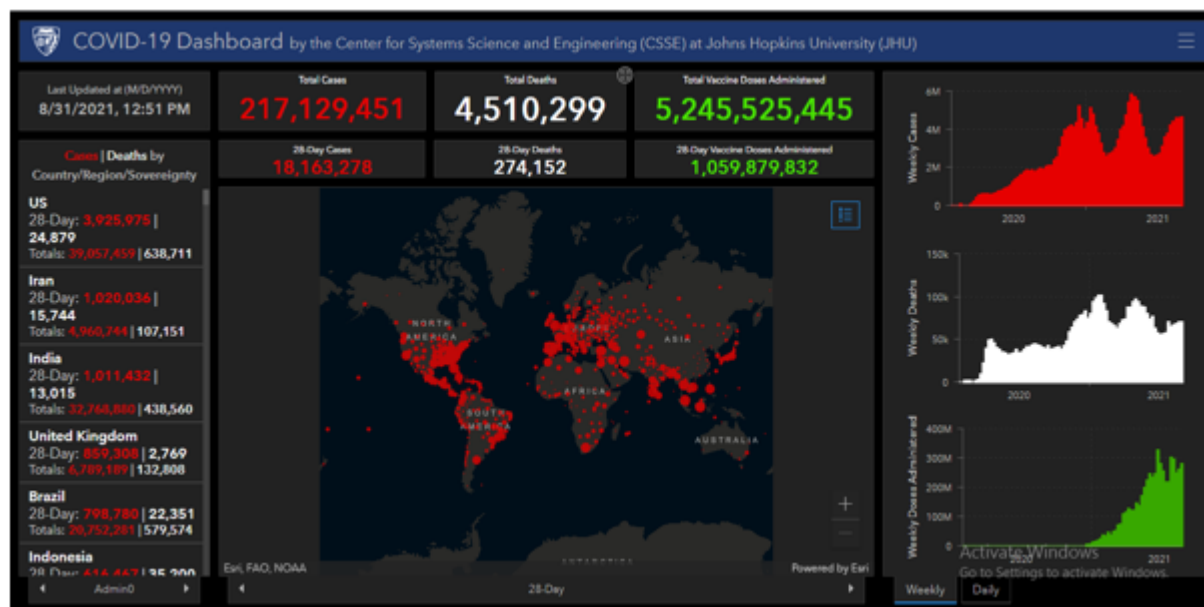 COVID-19 Dashboard by the Center for Systems Science and Engineering (CSSE) at Johns Hopkins University (JHU)
Last Updated at (M/D/YYYY)
8/31/2021, 12:51 PM
Total Cases
217,129,451
Total Deaths
4,510,299
Total Vaccine Doses Administered
5,245,525,445
28-Day Cases
18,163,278
28-Day Deaths
274,152
28-Day Vaccine Doses Administered
1,059,879,832
Cases | Deaths by
Country/Region/Sovereignty
US
28-Day: 3,925,975 |
24,879
Totals: 39,057,459 | 638,711
Iran
28-Day: 1,020,036 |
15,744
Totals: 4,960,744 | 107,151
India
28-Day: 1,011,432 |
13,015
Totals: 32,768,880 | 438,560
United Kingdom
28-Day: 859,308 | 2,769
Totals: 6,789,189 | 132,808
Brazil
28-Day: 798,780 | 22,351
Totals: 20,752,281 | 579,574
Indonesia
28-Day: 616,467 | 35,200
Admin0
NORTH
AMERICA
EUROPE
ASIA
AFRICA
SOUTH
AMERICA
AUSTRALIA
Esri, FAO, NOAA
Powered by Esri
28-Day
Weekly Cases
6M
4M
2M
0
2020
2021
Weekly Deaths
150k
100k
50k
0
2020
2021
Weekly Doses Administered
400M
300M
200M
100M
0
2020
2021
Activate Windows
Go to Settings to activate Windows.
Weekly
Daily